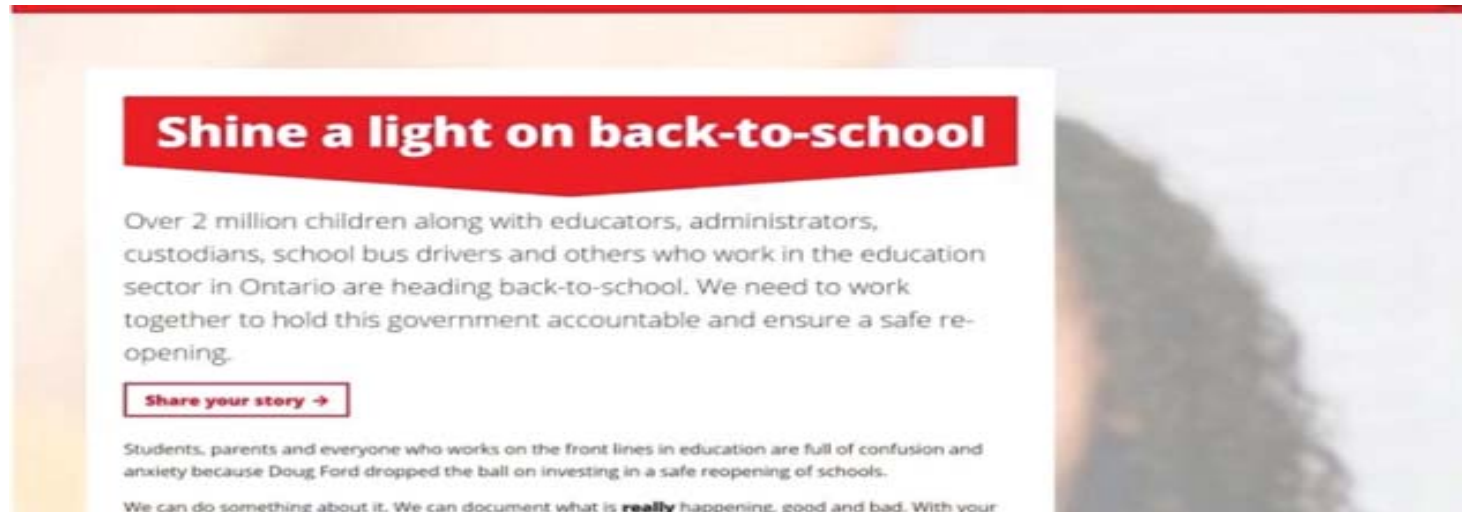 Shine a light on back-to-school
Over 2 million children along with educators, administrators,
custodians, school bus drivers and others who work in the education
sector in Ontario are heading back-to-school. We need to work
together to hold this government accountable and ensure a safe re-
opening.
Share your story →
Students, parents and everyone who works on the front lines in education are full of confusion and
anxiety because Doug Ford dropped the ball on investing in a safe reopening of schools.
We can do something about it. We can document what is really happening, good and bad. With your